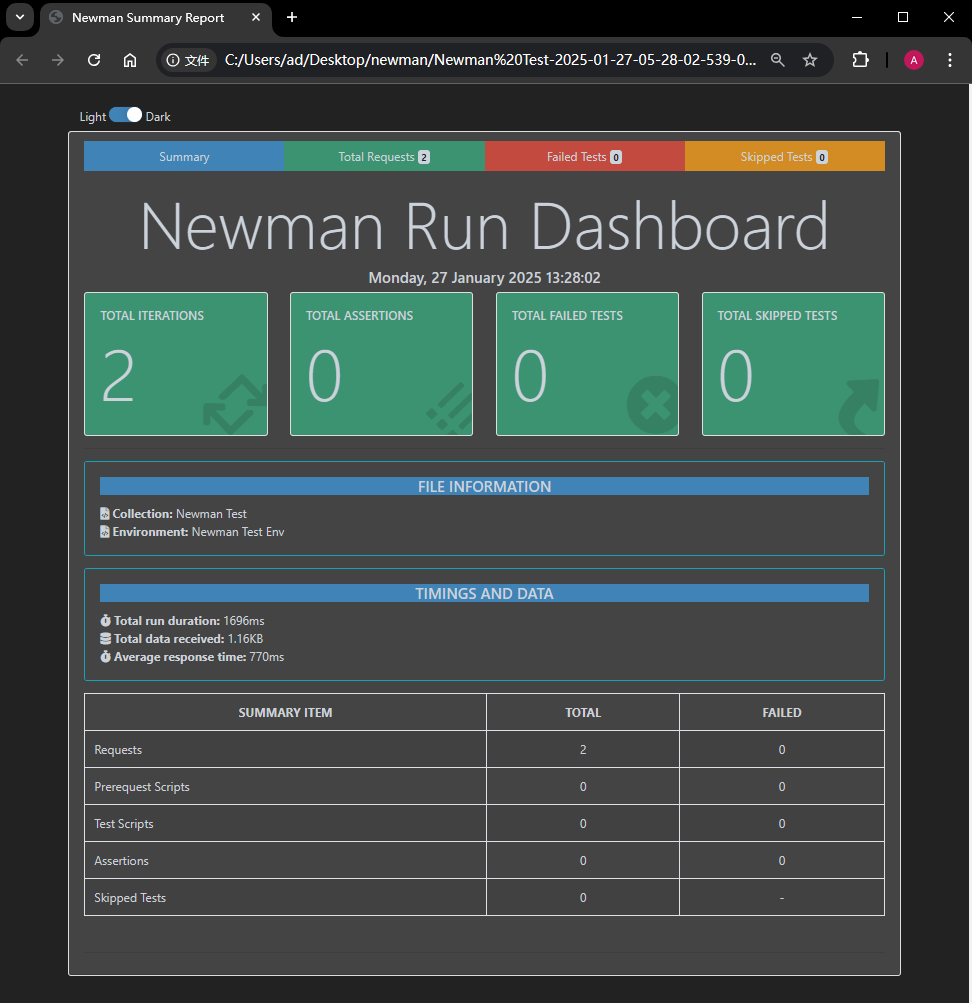 Newman Summary Report
文件 C:/Users/ad/Desktop/newman/Newman%20Test-2025-01-27-05-28-02-539-0...
A
Light Dark
Summary Total Requests 2 Failed Tests 0 Skipped Tests 0
Newman Run Dashboard
Monday, 27 January 2025 13:28:02
TOTAL ITERATIONS TOTAL ASSERTIONS TOTAL FAILED TESTS TOTAL SKIPPED TESTS
2 0 0 0
FILE INFORMATION
Collection: Newman Test
Environment: Newman Test Env
TIMINGS AND DATA
Total run duration: 1696ms
Total data received: 1.16KB
Average response time: 770ms
SUMMARY ITEM TOTAL FAILED
Requests 2 0
Prerequest Scripts 0 0
Test Scripts 0 0
Assertions 0 0
Skipped Tests 0 -